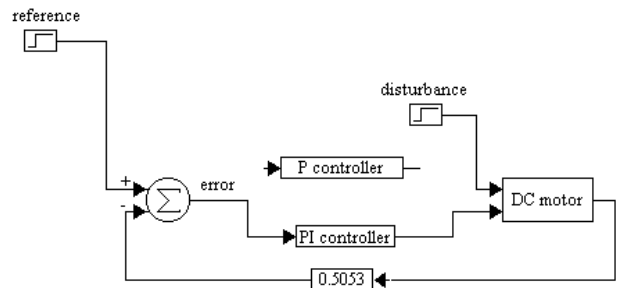 reference
disturbance
P controller
+
error
-
Σ
DC motor
PI controller
0.5053